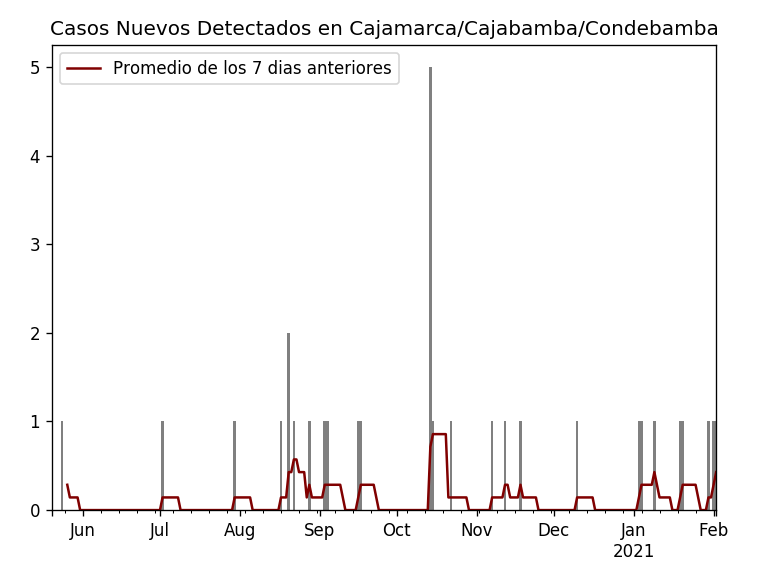 Casos Nuevos Detectados en Cajamarca/Cajabamba/Condebamba
Promedio de los 7 dias anteriores
5
4
3
2
1
0
Jun Jul Aug Sep Oct Nov Dec Jan Feb
2021